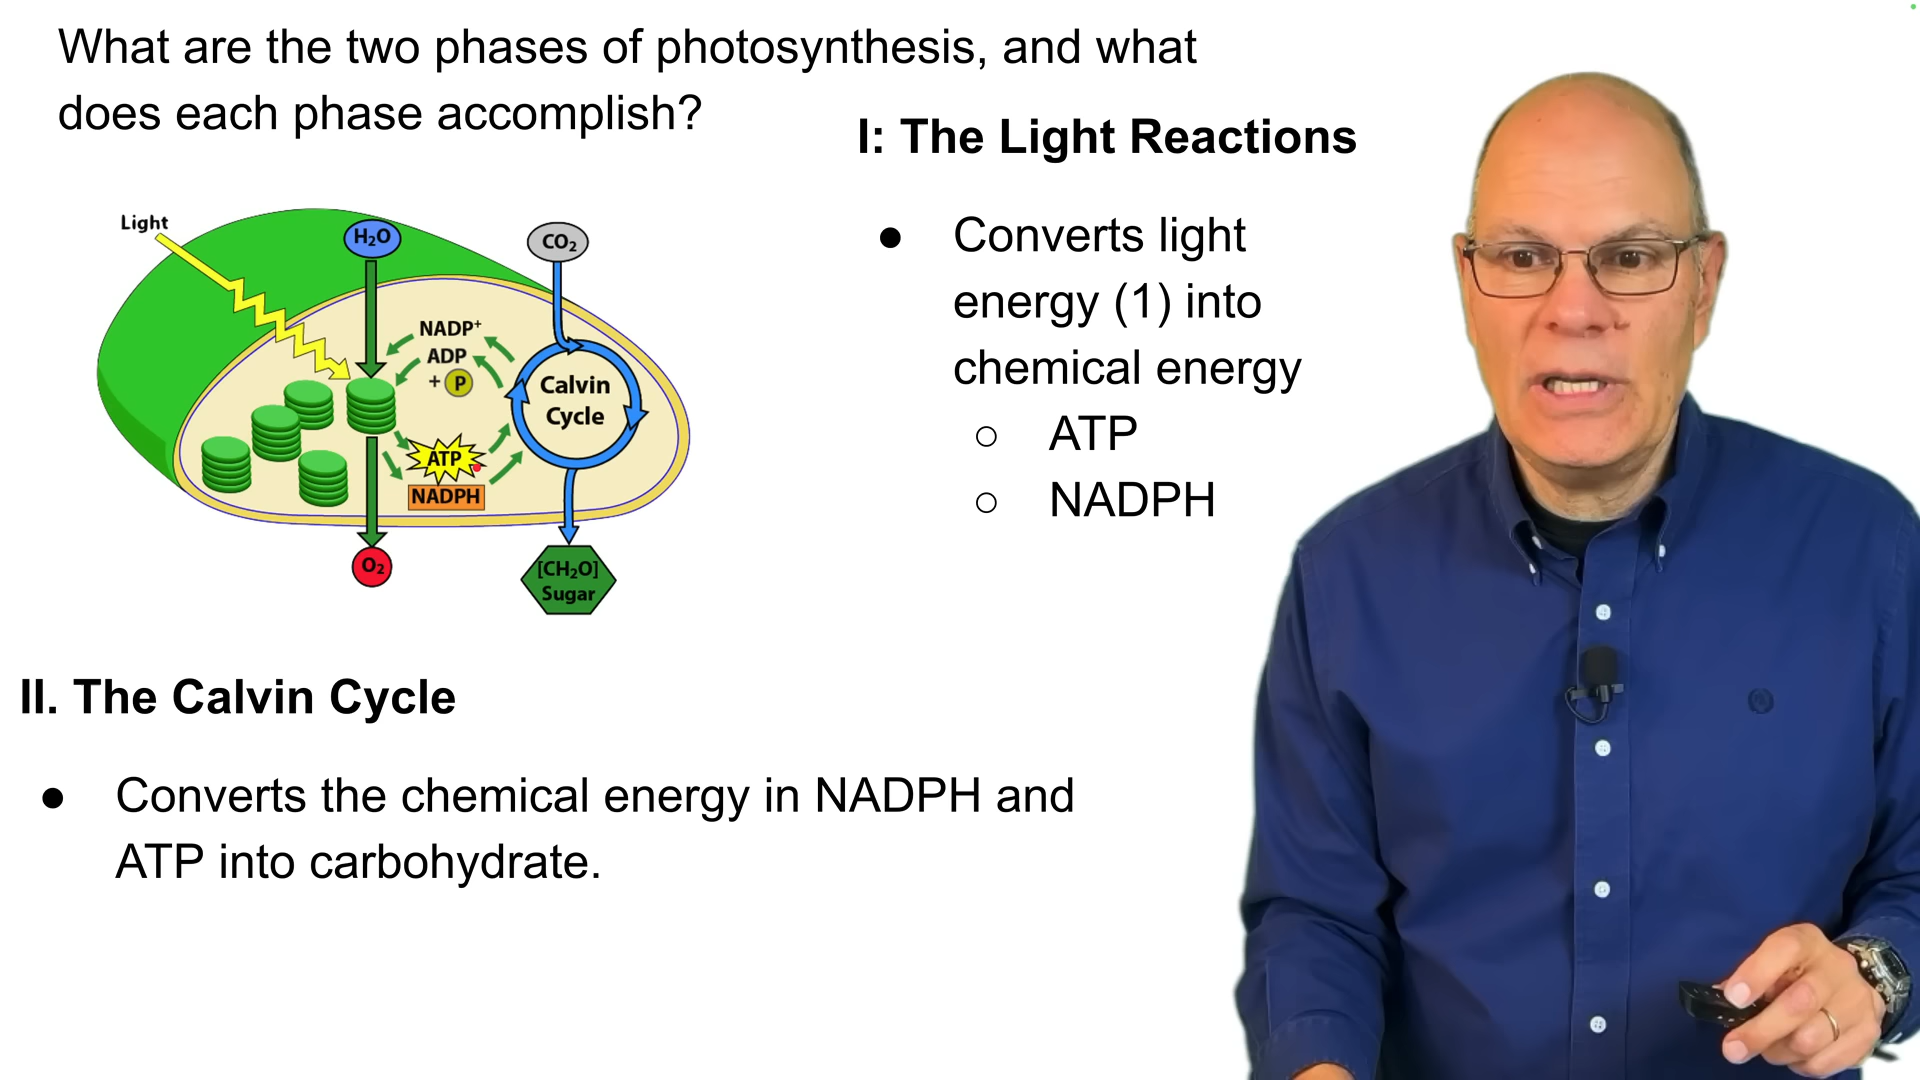 What are the two phases of photosynthesis, and what
does each phase accomplish?
I: The Light Reactions
● Converts light
energy (1) into
chemical energy
○ ATP
○ NADPH
Light
H₂O
CO₂
NADP⁺
ADP
+ P
Calvin
Cycle
ATP
NADPH
O₂
[CH₂O]
Sugar
II. The Calvin Cycle
● Converts the chemical energy in NADPH and
ATP into carbohydrate.